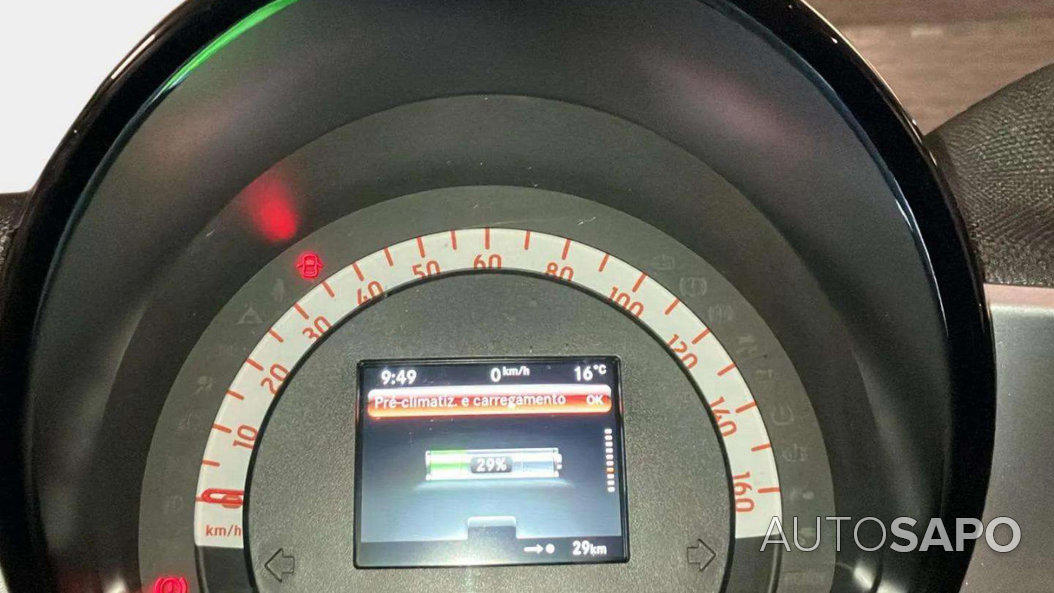 9:49 0 km/h 16°C
Pré-climatiz. e carregamento OK
29%
29km
10 20 30 40 50 60 80 100 120 140 160
km/h
AUTOSAPO